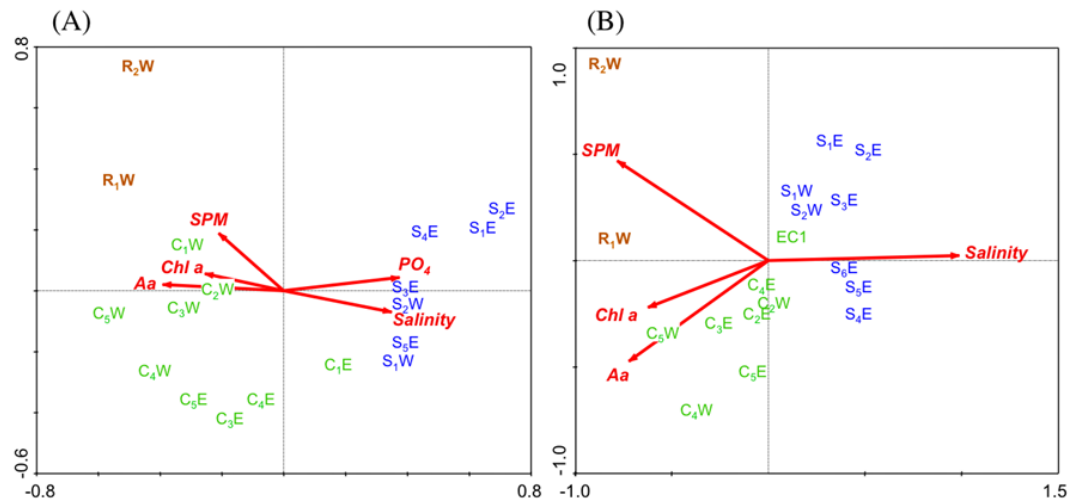 (A)
0.8
R₂W
R₁W
SPM
C₁W
Chl a
Aa
C₂W
C₃W
C₅W
C₄W
C₅E
C₄E
C₃E
C₁E
S₂E
S₁E
S₄E
PO₄
S₃E
S₂W
Salinity
S₅E
S₁W
-0.6
-0.8
0.8
(B)
1.0
R₂W
SPM
R₁W
S₁E
S₂E
S₁W
S₂W
S₃E
EC1
Salinity
S₆E
S₅E
S₄E
C₄E
C₂W
C₂E
C₃E
Chl a
C₅W
Aa
C₅E
C₄W
-1.0
-1.0
1.5